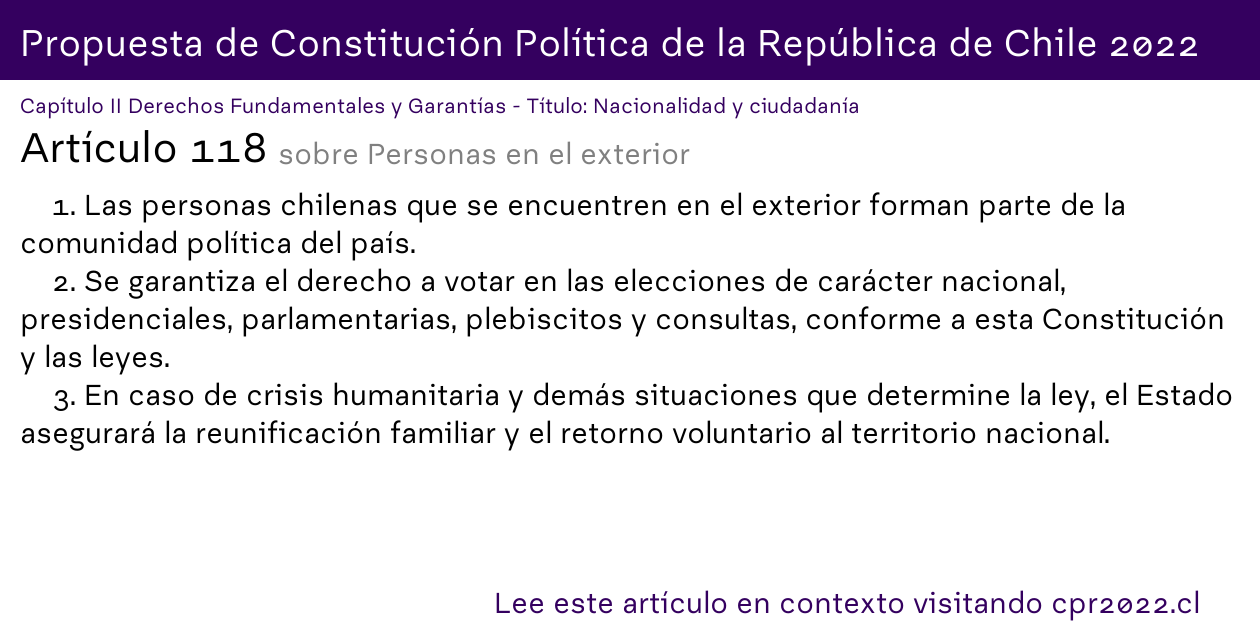 Propuesta de Constitución Política de la República de Chile 2022
Capítulo II Derechos Fundamentales y Garantías - Título: Nacionalidad y ciudadanía
Artículo 118 sobre Personas en el exterior
1. Las personas chilenas que se encuentren en el exterior forman parte de la
comunidad política del país.
2. Se garantiza el derecho a votar en las elecciones de carácter nacional,
presidenciales, parlamentarias, plebiscitos y consultas, conforme a esta Constitución
y las leyes.
3. En caso de crisis humanitaria y demás situaciones que determine la ley, el Estado
asegurará la reunificación familiar y el retorno voluntario al territorio nacional.
Lee este artículo en contexto visitando cpr2022.cl